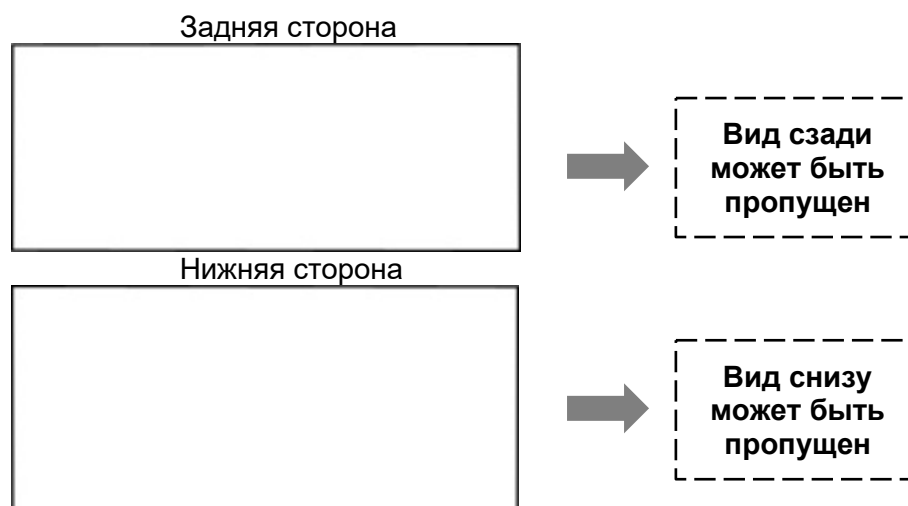 Задняя сторона
Вид сзади
может быть
пропущен
Нижняя сторона
Вид снизу
может быть
пропущен